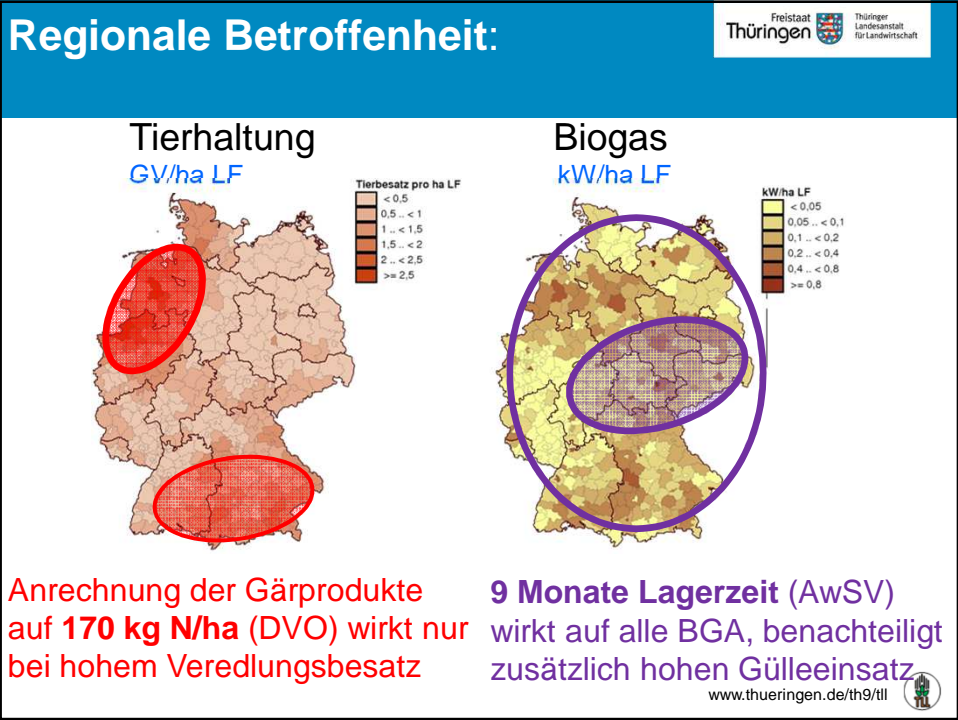 Regionale Betroffenheit:
Freistaat
Thüringen
Thüringer
Landesanstalt
für Landwirtschaft
Tierhaltung
GV/ha LF
Tierbesatz pro ha LF
< 0,5
0,5 .. < 1
1 .. < 1,5
1,5 .. < 2
2 .. < 2,5
>= 2,5
Biogas
kW/ha LF
kW/ha LF
< 0,05
0,05 .. < 0,1
0,1 .. < 0,2
0,2 .. < 0,4
0,4 .. < 0,8
>= 0,8
Anrechnung der Gärprodukte
auf 170 kg N/ha (DVO) wirkt nur
bei hohem Veredlungsbesatz
9 Monate Lagerzeit (AwSV)
wirkt auf alle BGA, benachteiligt
zusätzlich hohen Gülleeinsatz
www.thueringen.de/th9/tll
TLL